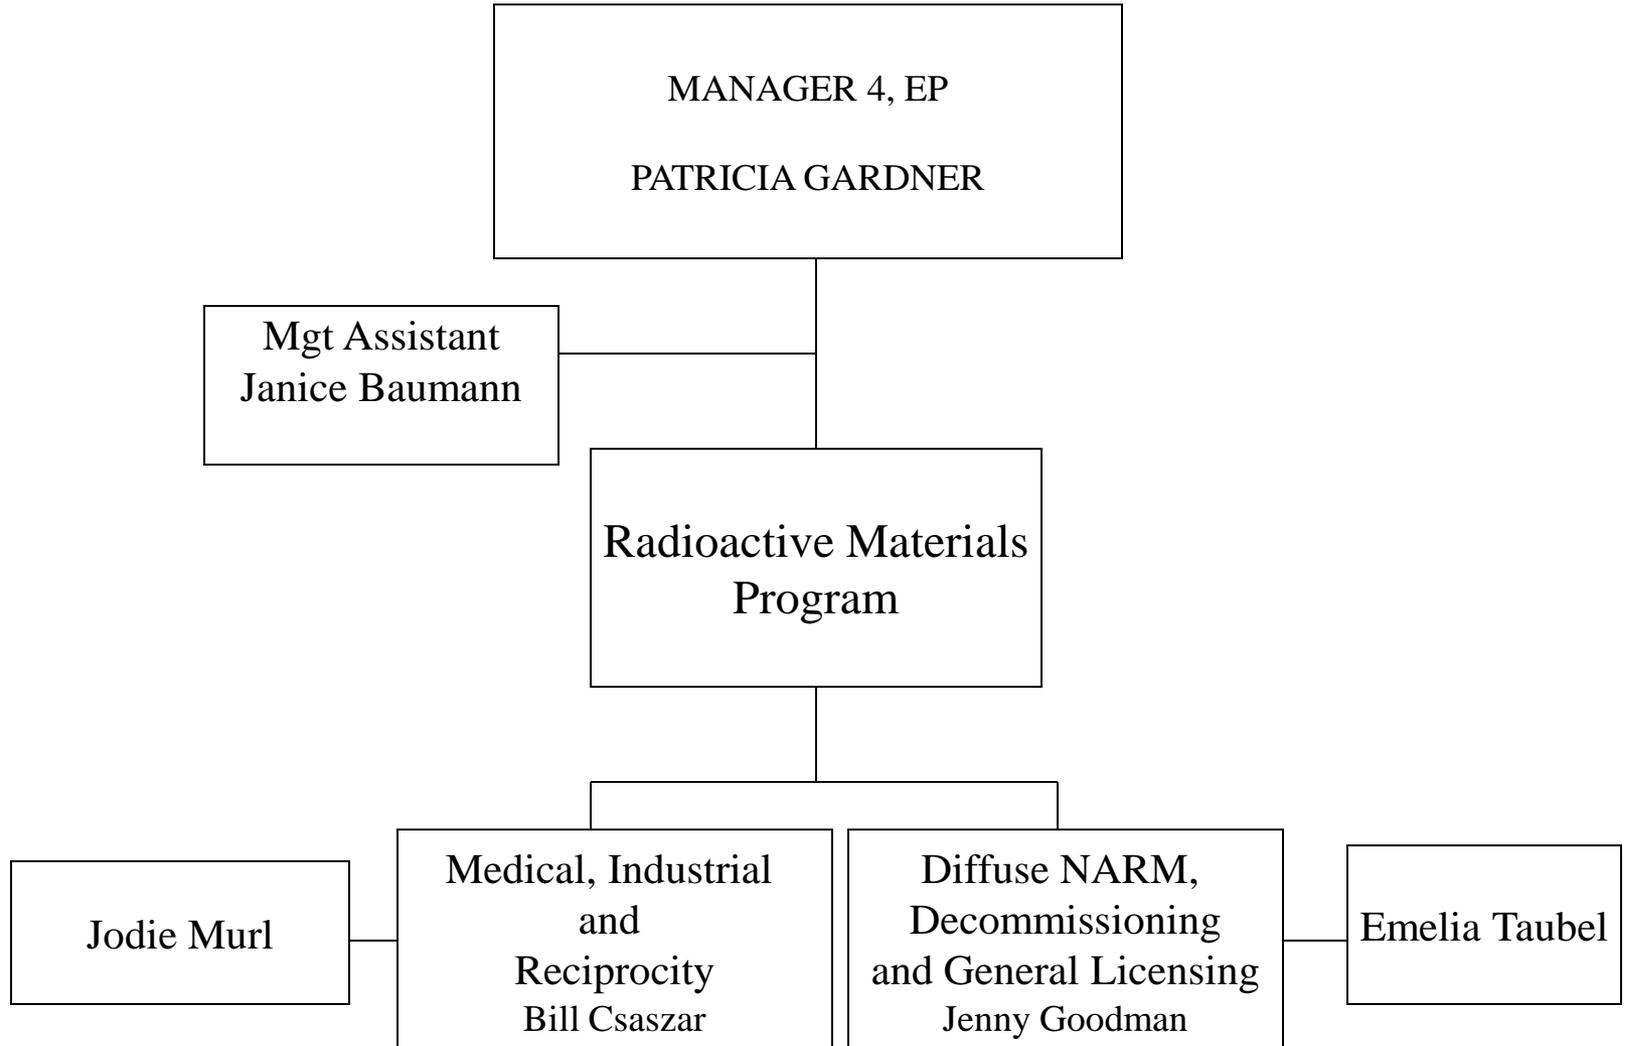 MANAGER 4, EP
PATRICIA GARDNER
Mgt Assistant
Janice Baumann
Radioactive Materials
Program
Jodie Murl
Medical, Industrial
and
Reciprocity
Bill Csaszar
Diffuse NARM,
Decommissioning
and General Licensing
Jenny Goodman
Emelia Taubel